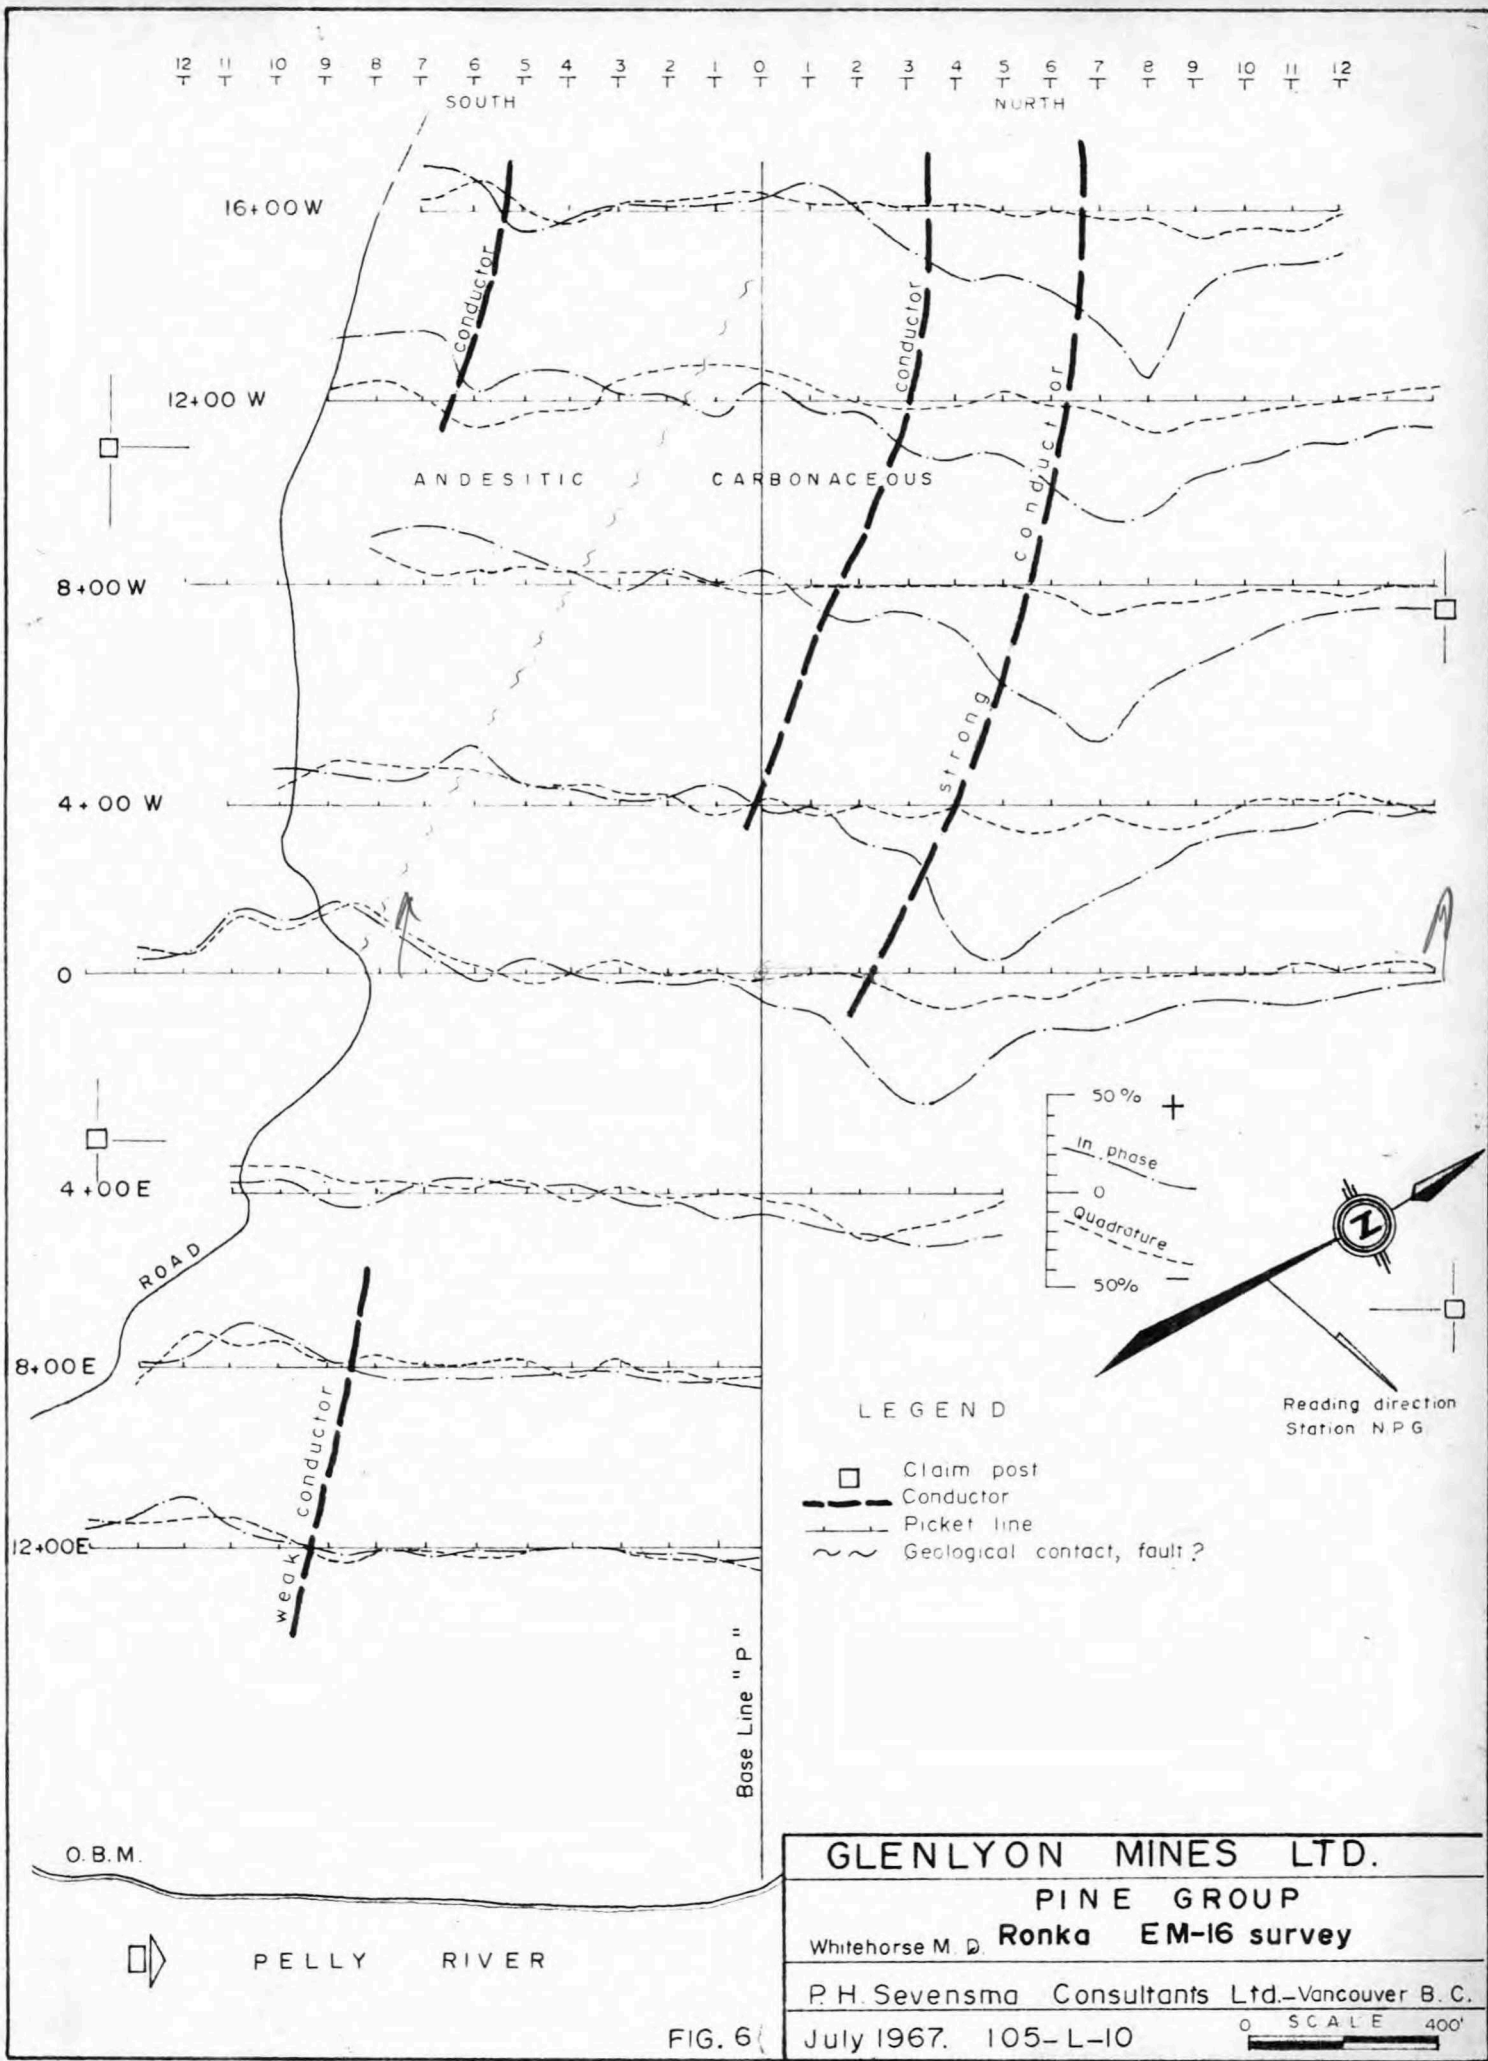 12 11 10 9 8 7 6 5 4 3 2 1 0 1 2 3 4 5 6 7 8 9 10 11 12
SOUTH NORTH
16+00 W
conductor
conductor
12+00 W
strong conductor
ANDESITIC CARBONACEOUS
8+00 W
4+00 W
0
50% +
In phase
0
Quadrature
50% −
4+00 E
ROAD
N
8+00 E
Reading direction
Station N.P.G.
LEGEND
Claim post
Conductor
Picket line
Geological contact, fault?
weak conductor
12+00E
Base Line "P"
O.B.M.
PELLY RIVER
FIG. 6
GLENLYON MINES LTD.
PINE GROUP
Whitehorse M. D. Ronka EM-16 survey
P. H. Sevensma Consultants Ltd.-Vancouver B. C.
July 1967. 105-L-10
0 SCALE 400'